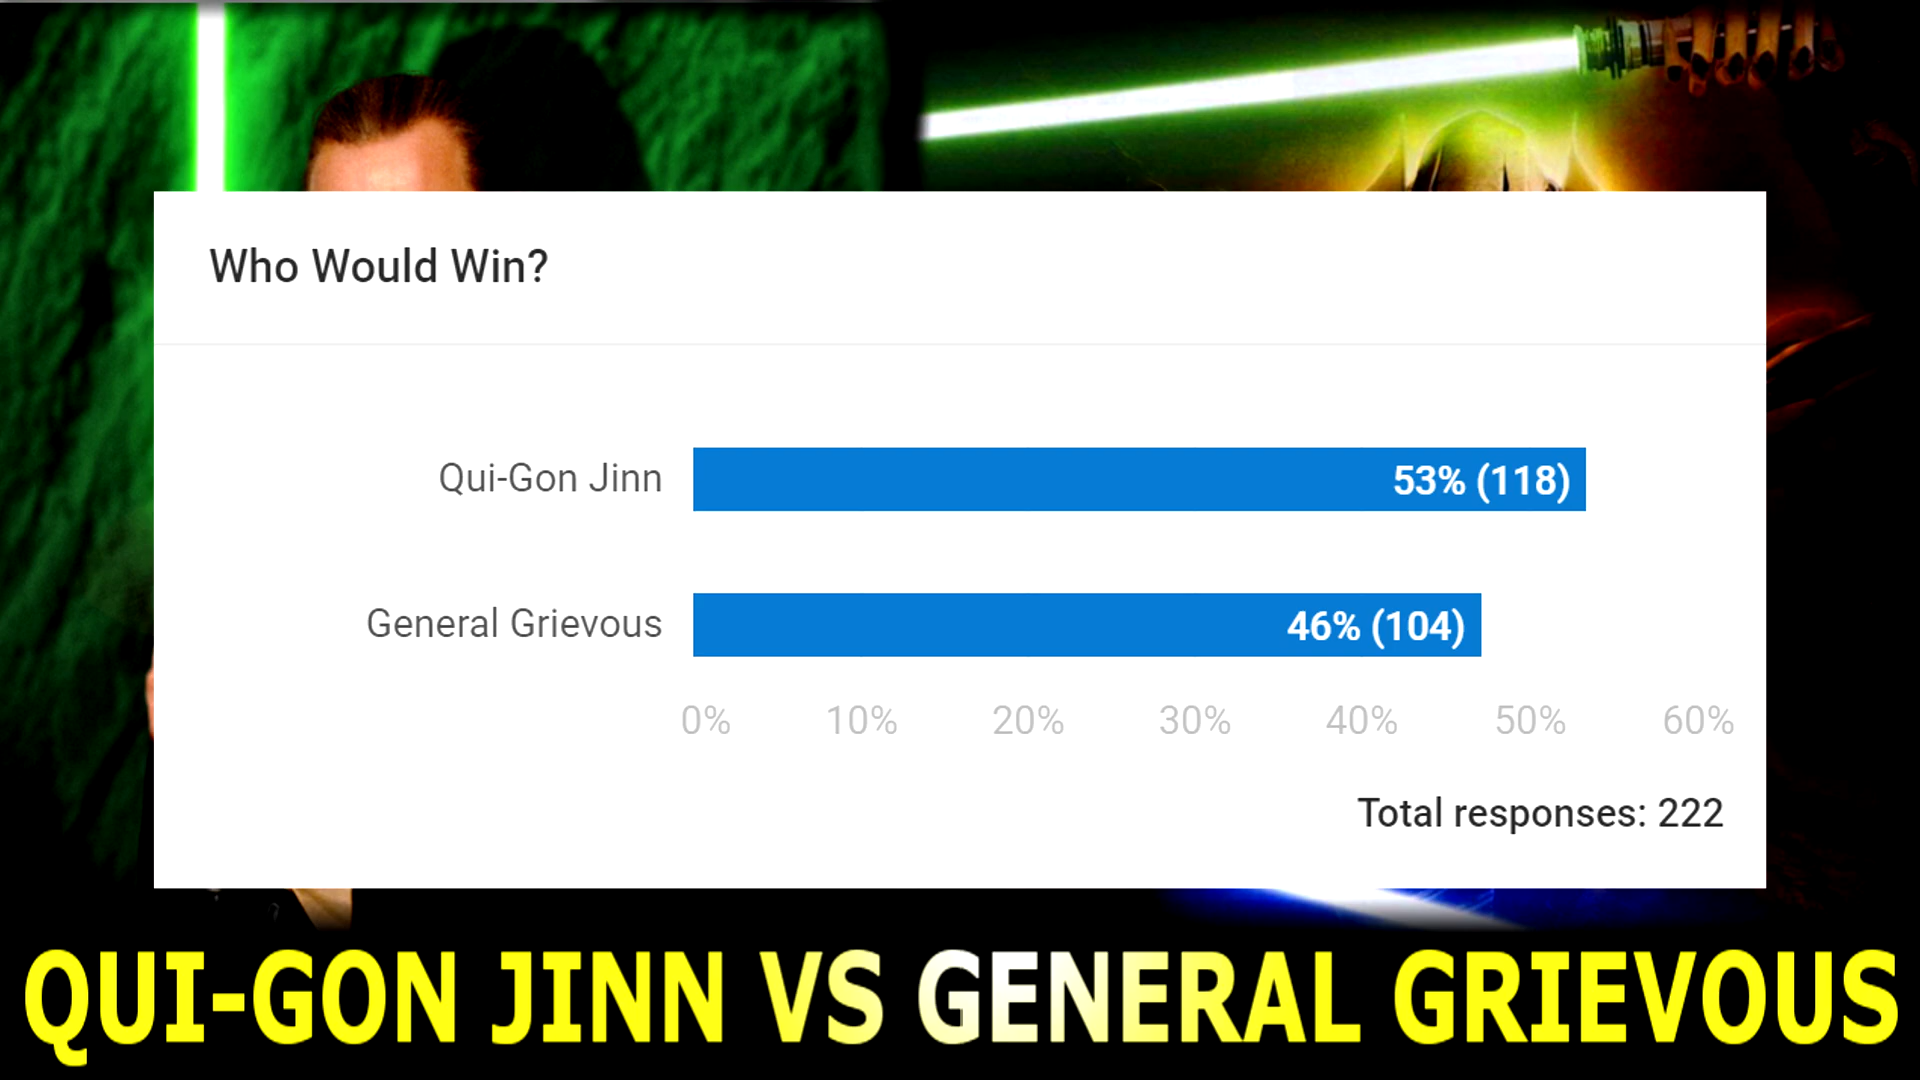 Who Would Win?
Qui-Gon Jinn
53% (118)
General Grievous
46% (104)
0% 10% 20% 30% 40% 50% 60%
Total responses: 222
QUI-GON JINN VS GENERAL GRIEVOUS